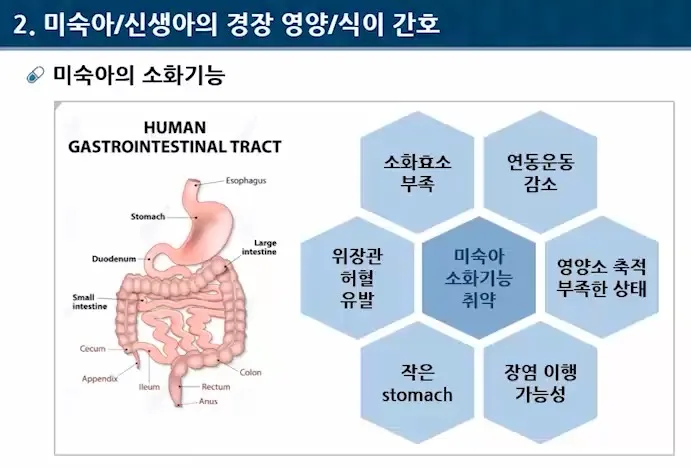 2. 미숙아/신생아의 경장 영양/식이 간호
미숙아의 소화기능
HUMAN
GASTROINTESTINAL TRACT
Esophagus
Stomach
Duodenum
Large
intestine
Small
intestine
Cecum
Appendix
Ileum
Colon
Rectum
Anus
소화효소
부족
연동운동
감소
위장관
허혈
유발
미숙아
소화기능
취약
영양소 축적
부족한 상태
작은
stomach
장염 이행
가능성